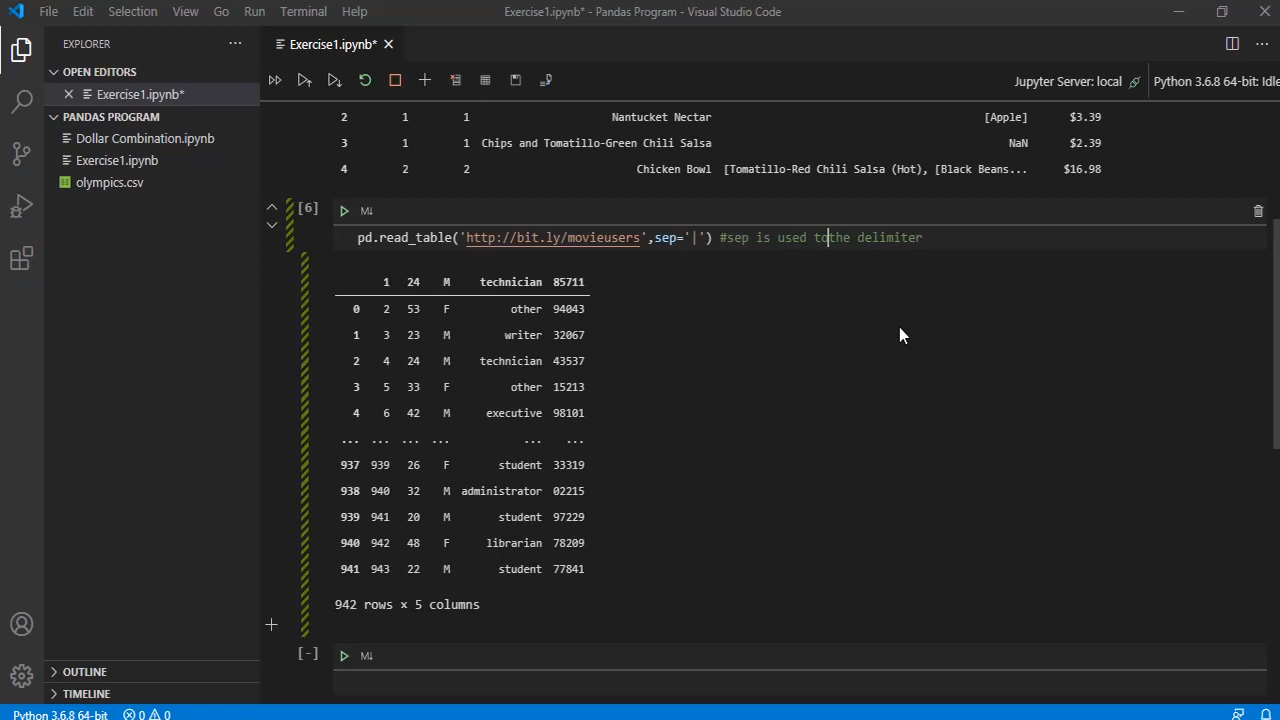 File Edit Selection View Go Run Terminal Help Exercise1.ipynb* - Pandas Program - Visual Studio Code
EXPLORER
Exercise1.ipynb*
OPEN EDITORS
Exercise1.ipynb*
PANDAS PROGRAM
Dollar Combination.ipynb
Exercise1.ipynb
olympics.csv
OUTLINE
TIMELINE
Jupyter Server: local Python 3.6.8 64-bit: Idle
2 1 1 Nantucket Nectar [Apple] $3.39
3 1 1 Chips and Tomatillo-Green Chili Salsa NaN $2.39
4 2 2 Chicken Bowl [Tomatillo-Red Chili Salsa (Hot), [Black Beans... $16.98
[6] M↓
pd.read_table('http://bit.ly/movieusers',sep='|') #sep is used tothe delimiter
1 24 M technician 85711
0 2 53 F other 94043
1 3 23 M writer 32067
2 4 24 M technician 43537
3 5 33 F other 15213
4 6 42 M executive 98101
... ... ... ... ... ...
937 939 26 F student 33319
938 940 32 M administrator 02215
939 941 20 M student 97229
940 942 48 F librarian 78209
941 943 22 M student 77841
942 rows × 5 columns
[-] M↓
Python 3.6.8 64-bit 0 0